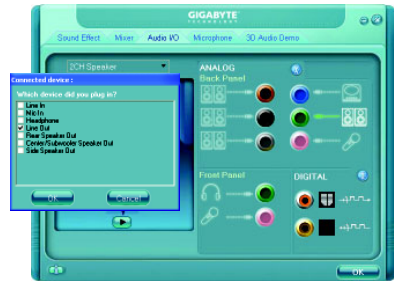 GIGABYTE
TECHNOLOGY
Sound Effect Mixer Audio I/O Microphone 3D Audio Demo
2CH Speaker
ANALOG
Back Panel
Connected device :
Which device did you plug in?
Line In
Mic In
Headphone
Line Out
Rear Speaker Out
Center/Subwoofer Speaker Out
Side Speaker Out
OK Cancel
Front Panel
DIGITAL
OK